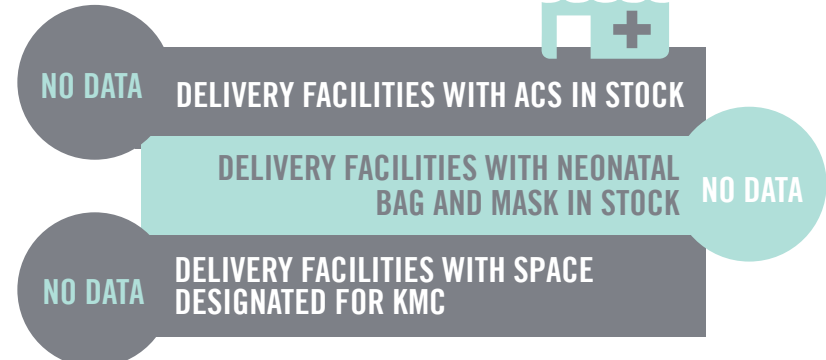 NO DATA
DELIVERY FACILITIES WITH ACS IN STOCK
DELIVERY FACILITIES WITH NEONATAL
BAG AND MASK IN STOCK
NO DATA
NO DATA
DELIVERY FACILITIES WITH SPACE
DESIGNATED FOR KMC